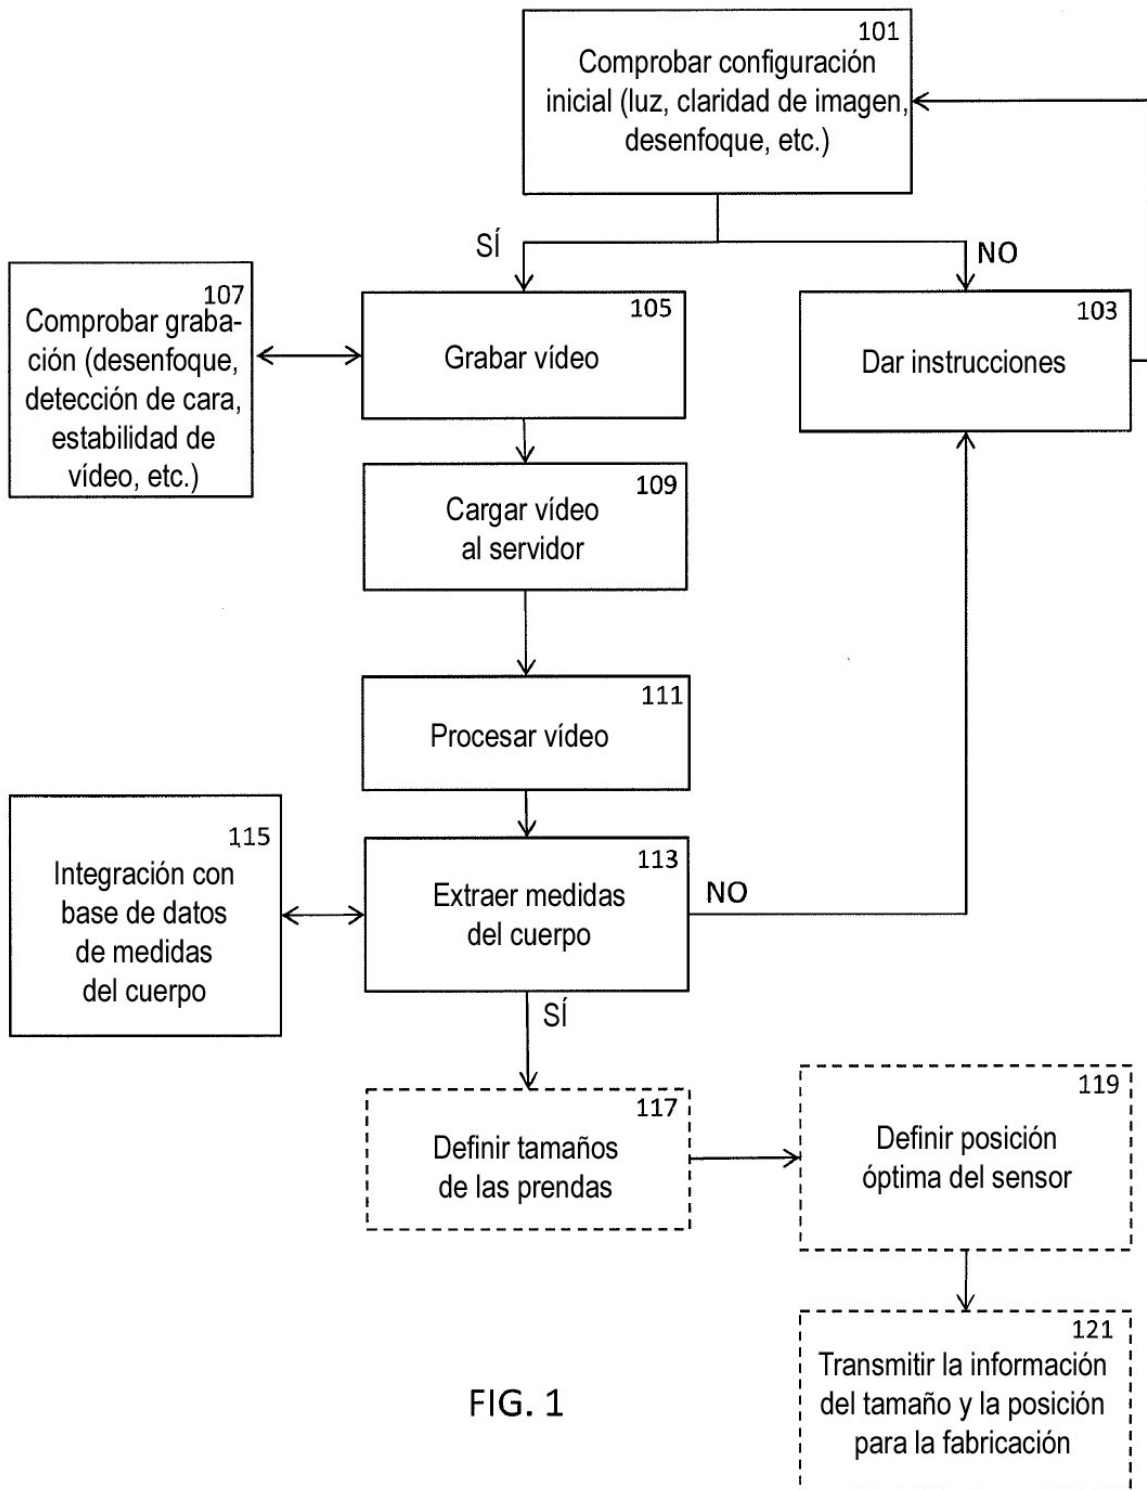 101
Comprobar configuración
inicial (luz, claridad de imagen,
desenfoque, etc.)
SÍ
NO
107
Comprobar graba-
ción (desenfoque,
detección de cara,
estabilidad de
vídeo, etc.)
105
Grabar vídeo
103
Dar instrucciones
109
Cargar vídeo
al servidor
111
Procesar vídeo
115
Integración con
base de datos
de medidas
del cuerpo
113
Extraer medidas
del cuerpo
NO
SÍ
117
Definir tamaños
de las prendas
119
Definir posición
óptima del sensor
121
Transmitir la información
del tamaño y la posición
para la fabricación
FIG. 1